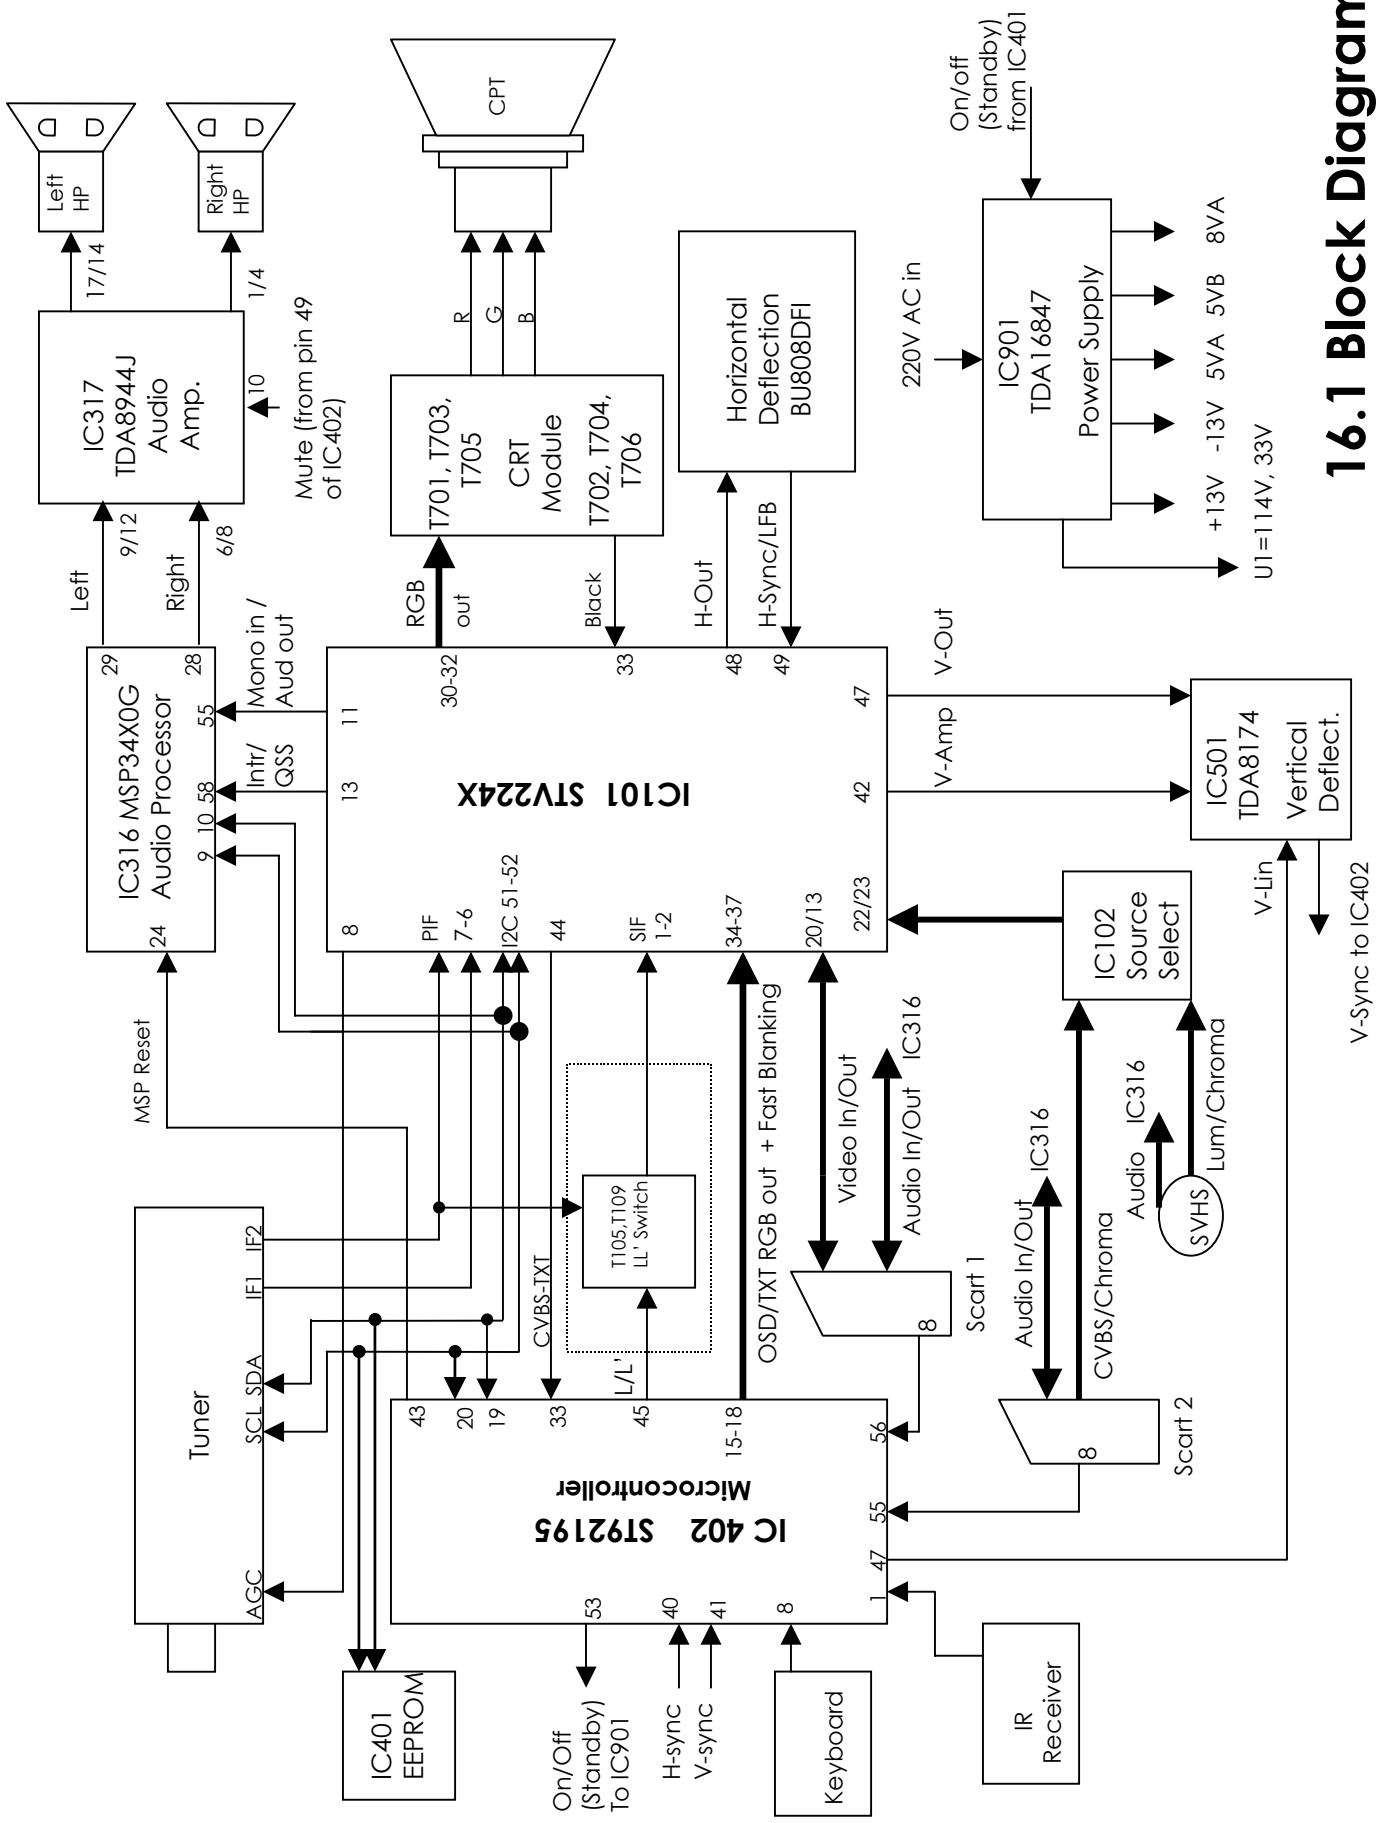 16.1 Block Diagram
Tuner
AGC
SCL
SDA
IF1
IF2
IC401
EEPROM
MSP Reset
24
IC316 MSP34X0G
Audio Processor
9
10
58
55
28
29
Left
Right
9/12
6/8
IC317
TDA8944J
Audio
Amp.
10
Mute (from pin 49
of IC402)
17/14
1/4
Left
HP
Right
HP
Intr/
QSS
Mono in /
Aud out
8
13
11
PIF
7-6
I2C 51-52
44
SIF
1-2
34-37
20/13
22/23
IC101 STV224X
30-32
33
48
49
42
47
RGB
out
Black
T701, T703,
T705
CRT
Module
T702, T704,
T706
R
G
B
CPT
H-Out
H-Sync/LFB
Horizontal
Deflection
BU808DFI
V-Amp
V-Out
CVBS-TXT
T105,T109
LL' Switch
L/L'
OSD/TXT RGB out + Fast Blanking
IC 402 ST92195
Microcontroller
43
20
19
33
45
15-18
56
55
47
1
53
40
41
8
On/Off
(Standby)
To IC901
H-sync
V-sync
Keyboard
IR
Receiver
Video In/Out
Audio In/Out
IC316
8
Scart 1
Audio In/Out
IC316
CVBS/Chroma
8
Scart 2
Audio
IC316
SVHS
Lum/Chroma
IC102
Source
Select
V-Lin
IC501
TDA8174
Vertical
Deflect.
V-Sync to IC402
220V AC in
On/off
(Standby)
from IC401
IC901
TDA16847
Power Supply
+13V
-13V
5VA
5VB
8VA
U1=114V, 33V